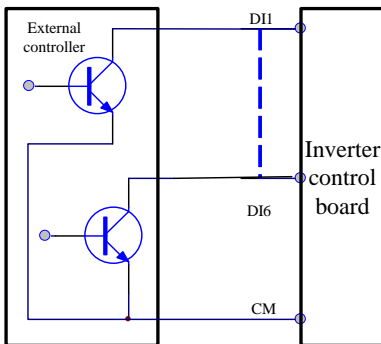 External
controller
DI1
Inverter
control
board
DI6
CM